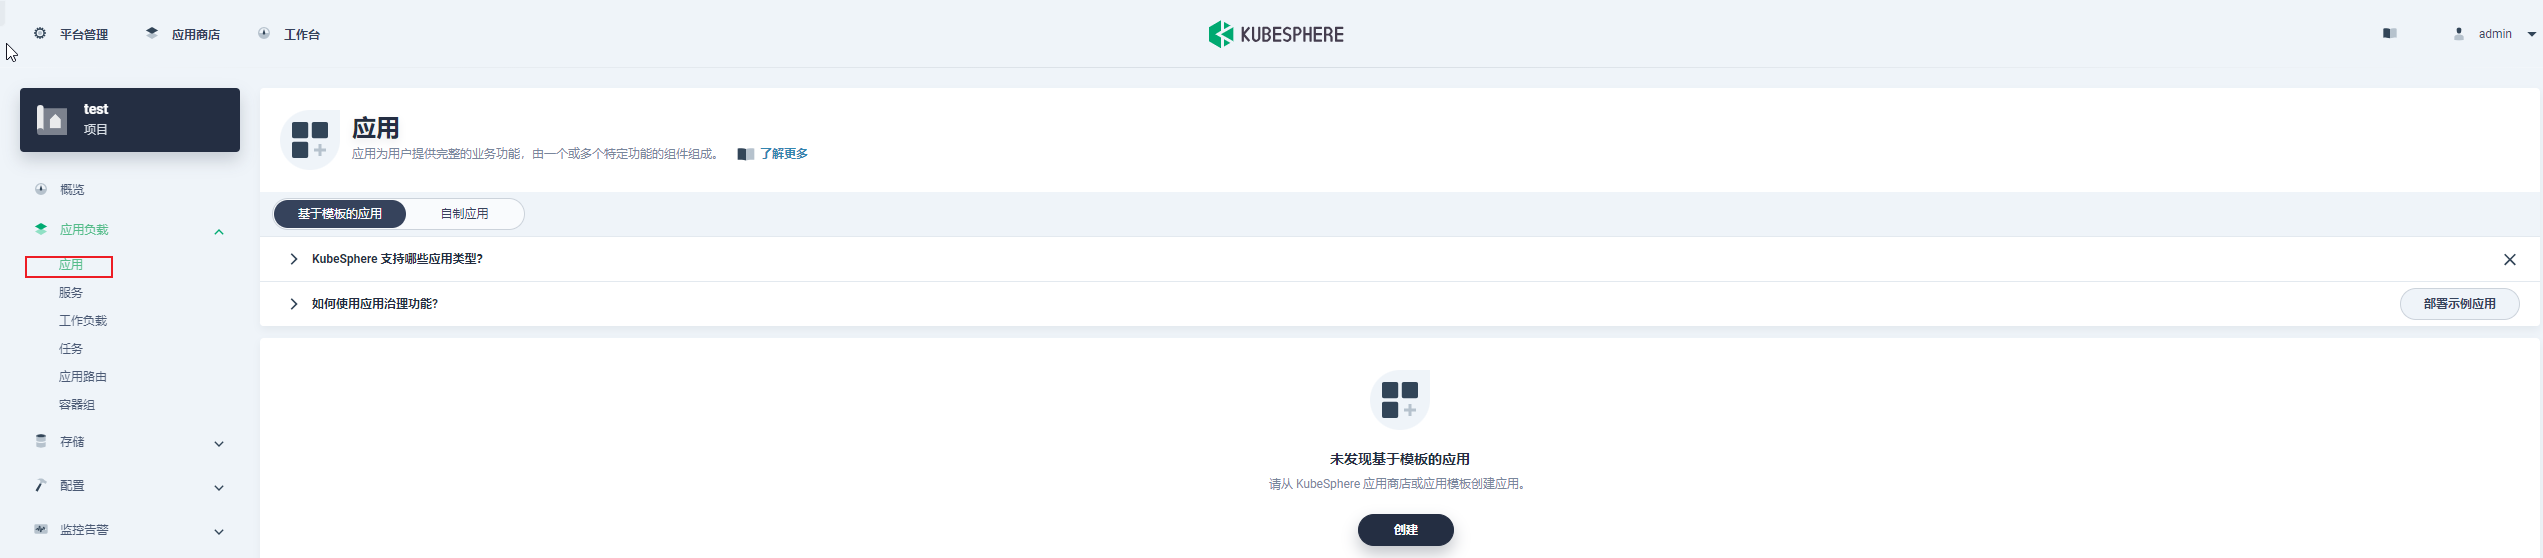 平台管理 应用商店 工作台 KUBESPHERE admin
test
项目
概览
应用负载
应用
服务
工作负载
任务
应用路由
容器组
存储
配置
监控告警
应用
应用为用户提供完整的业务功能，由一个或多个特定功能的组件组成。 了解更多
基于模板的应用 自制应用
KubeSphere 支持哪些应用类型?
如何使用应用治理功能? 部署示例应用
未发现基于模板的应用
请从 KubeSphere 应用商店或应用模板创建应用。
创建